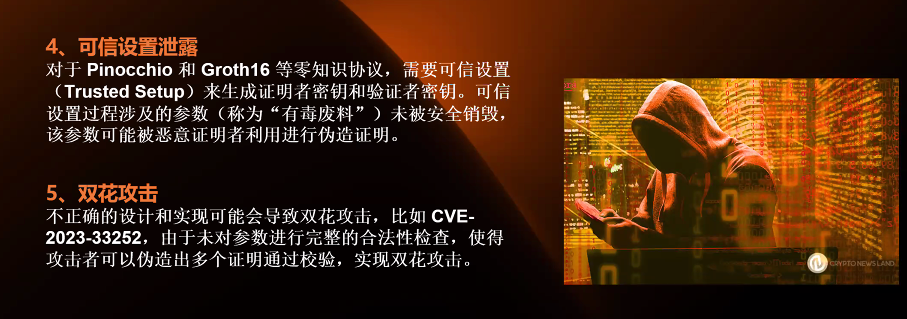 4、可信设置泄露
对于 Pinocchio 和 Groth16 等零知识协议，需要可信设置
（Trusted Setup）来生成证明者密钥和验证者密钥。可信
设置过程涉及的参数（称为“有毒废料”）未被安全销毁，
该参数可能被恶意证明者利用进行伪造证明。
5、双花攻击
不正确的设计和实现可能会导致双花攻击，比如 CVE-
2023-33252，由于未对参数进行完整的合法性检查，使得
攻击者可以伪造出多个证明通过校验，实现双花攻击。
CRYPTO NEWS LAND